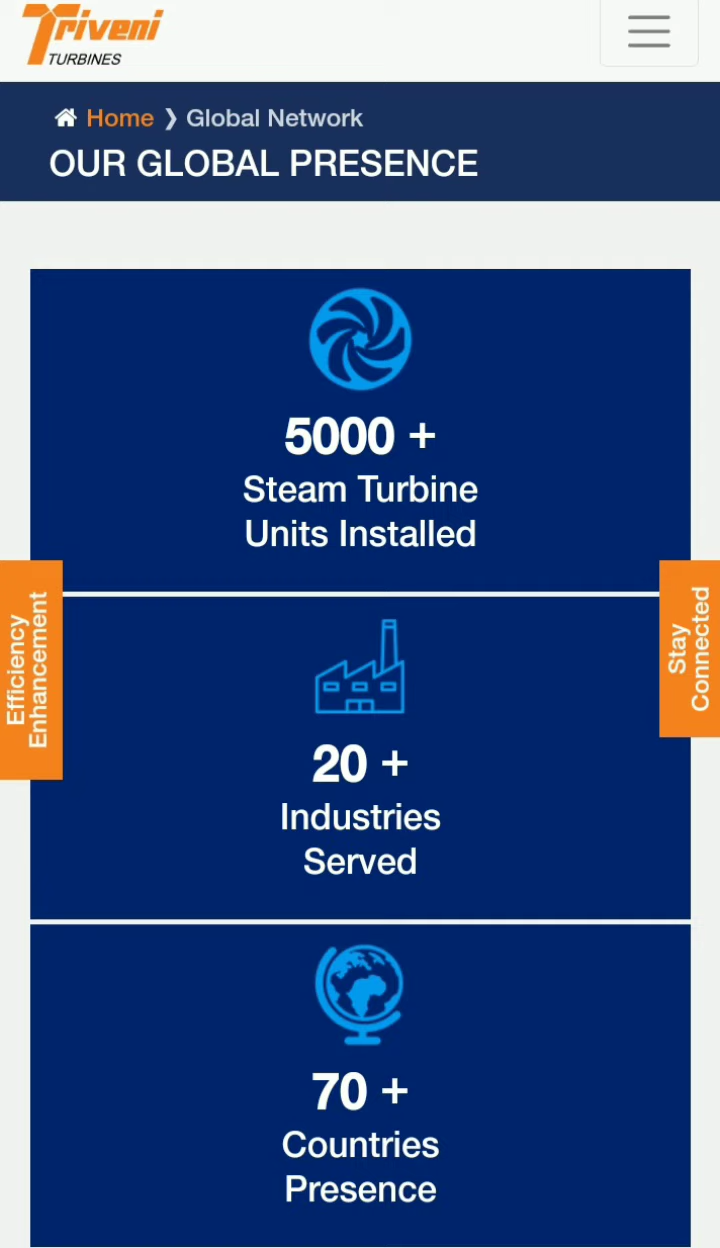 Triveni
TURBINES
Home ❯ Global Network
OUR GLOBAL PRESENCE
5000 +
Steam Turbine
Units Installed
Efficiency
Enhancement
Stay
Connected
20 +
Industries
Served
70 +
Countries
Presence